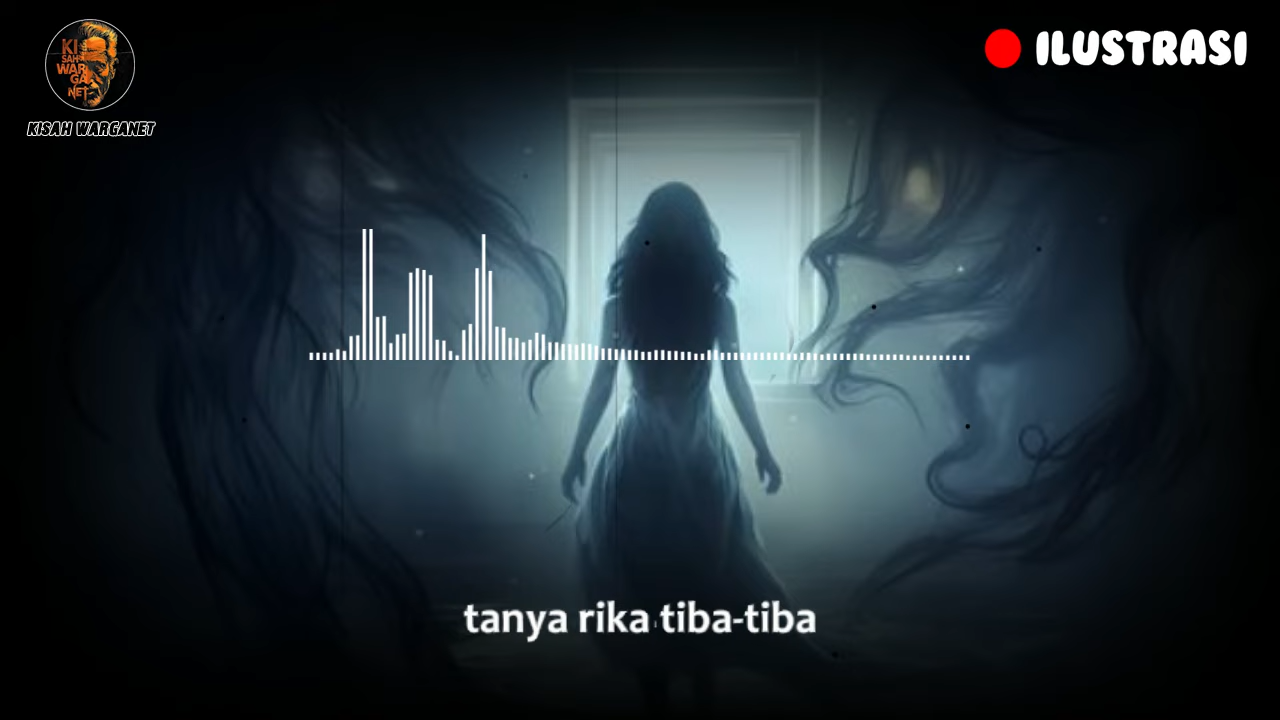 KI
SAH
WAR
GA
NET
KISAH WARGANET
ILUSTRASI
tanya rika tiba-tiba